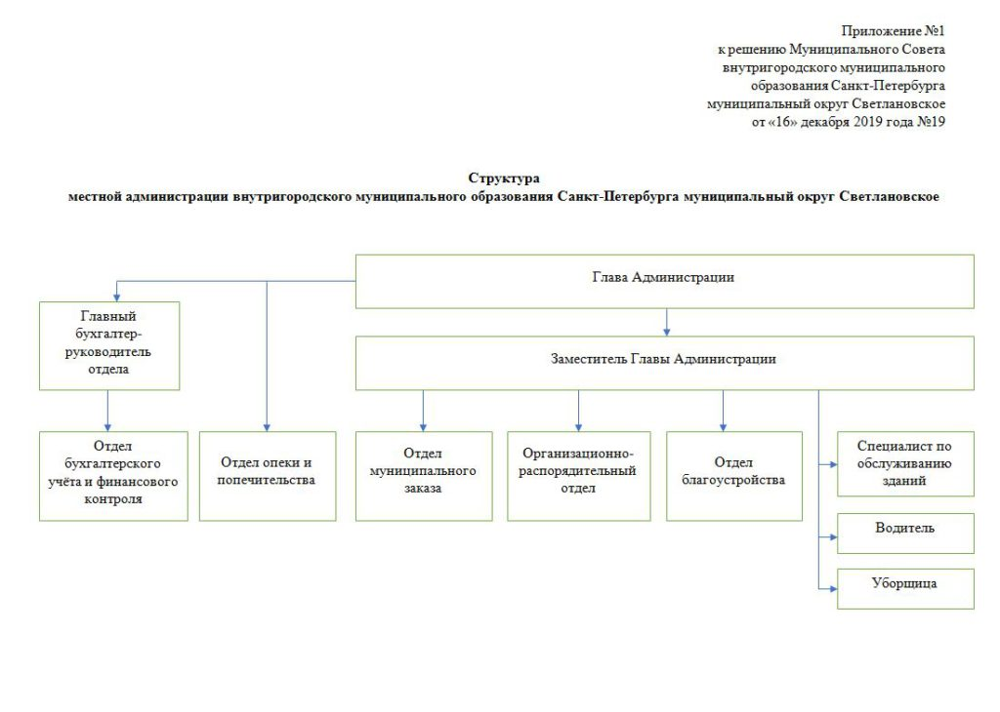 Приложение №1
к решению Муниципального Совета
внутригородского муниципального
образования Санкт-Петербурга
муниципальный округ Светлановское
от «16» декабря 2019 года №19
Структура
местной администрации внутригородского муниципального образования Санкт-Петербурга муниципальный округ Светлановское
Глава Администрации
Главный
бухгалтер-
руководитель
отдела
Заместитель Главы Администрации
Отдел
бухгалтерского
учёта и финансового
контроля
Отдел опеки и
попечительства
Отдел
муниципального
заказа
Организационно-
распорядительный
отдел
Отдел
благоустройства
Специалист по
обслуживанию
зданий
Водитель
Уборщица